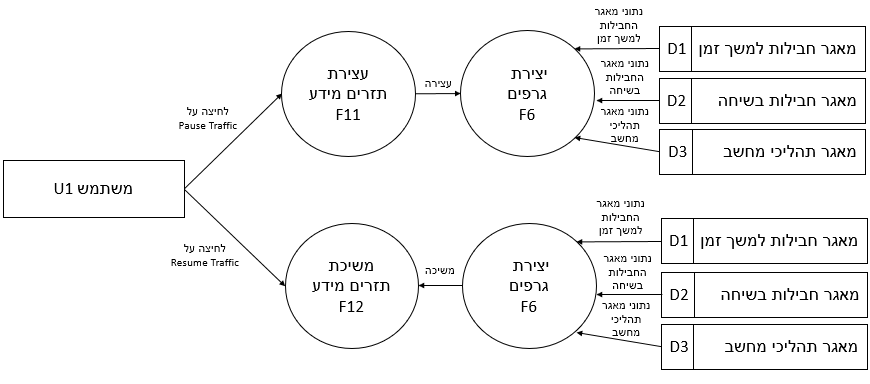 נתוני מאגר
החבילות
למשך זמן
D1 מאגר חבילות למשך זמן
עצירת
תזרים מידע
F11
עצירה
יצירת
גרפים
F6
נתוני מאגר
החבילות
בשיחה
D2 מאגר חבילות בשיחה
לחיצה על
Pause Traffic
נתוני מאגר
תהליכי
מחשב
D3 מאגר תהליכי מחשב
משתמש U1
נתוני מאגר
החבילות
למשך זמן
D1 מאגר חבילות למשך זמן
לחיצה על
Resume Traffic
משיכת
תזרים מידע
F12
משיכה
יצירת
גרפים
F6
נתוני מאגר
החבילות
בשיחה
D2 מאגר חבילות בשיחה
נתוני מאגר
תהליכי
מחשב
D3 מאגר תהליכי מחשב